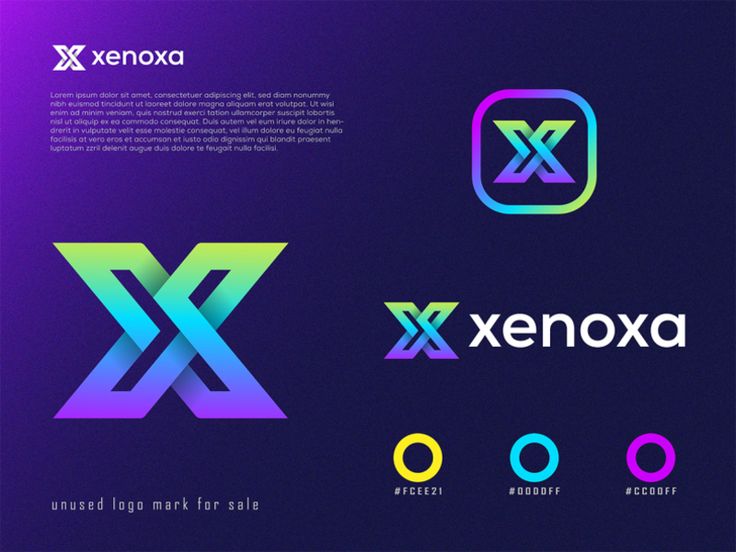 xenoxa
Lorem ipsum dolor sit amet, consectetuer adipiscing elit, sed diam nonummy
nibh euismod tincidunt ut laoreet dolore magna aliquam erat volutpat. Ut wisi
enim ad minim veniam, quis nostrud exerci tation ullamcorper suscipit lobortis
nisl ut aliquip ex ea commodo consequat. Duis autem vel eum iriure dolor in hen-
drerit in vulputate velit esse molestie consequat, vel illum dolore eu feugiat nulla
facilisis at vero eros et accumsan et iusto odio dignissim qui blandit praesent
luptatum zzril delenit augue duis dolore te feugait nulla facilisi.
X
X
xenoxa
#FCEE21
#00DDFF
#CC00FF
unused logo mark for sale